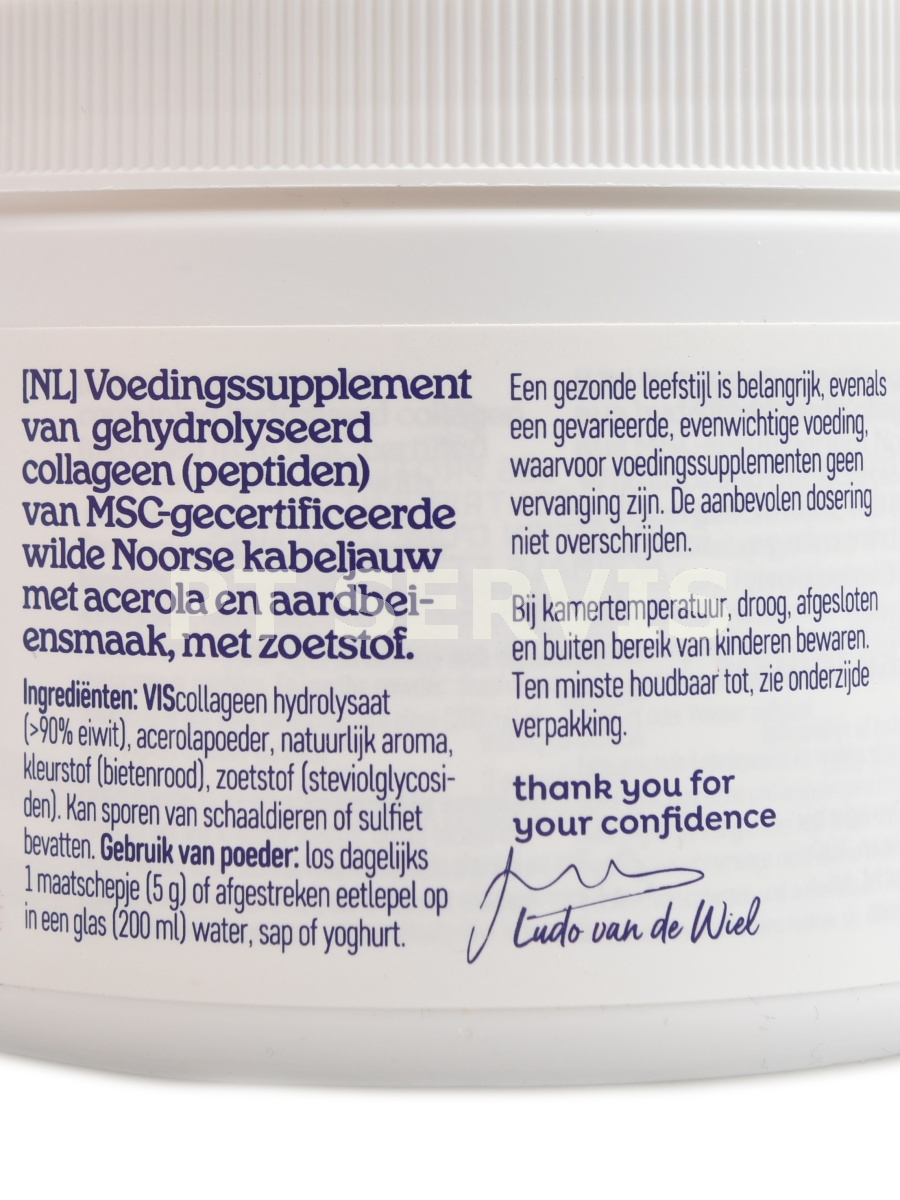 [NL] Voedingssupplement
van gehydrolyseerd
collageen (peptiden)
van MSC-gecertificeerde
wilde Noorse kabeljauw
met acerola en aardbei-
ensmaak, met zoetstof.
Ingrediënten: VIScollageen hydrolysaat
(>90% eiwit), acerolapoeder, natuurlijk aroma,
kleurstof (bietenrood), zoetstof (steviolglycosi-
den). Kan sporen van schaaldieren of sulfiet
bevatten. Gebruik van poeder: los dagelijks
1 maatschepje (5 g) of afgestreken eetlepel op
in een glas (200 ml) water, sap of yoghurt.
Een gezonde leefstijl is belangrijk, evenals
een gevarieerde, evenwichtige voeding,
waarvoor voedingssupplementen geen
vervanging zijn. De aanbevolen dosering
niet overschrijden.
Bij kamertemperatuur, droog, afgesloten
en buiten bereik van kinderen bewaren.
Ten minste houdbaar tot, zie onderzijde
verpakking.
thank you for
your confidence
Ludo van de Wiel
PT SERVIS